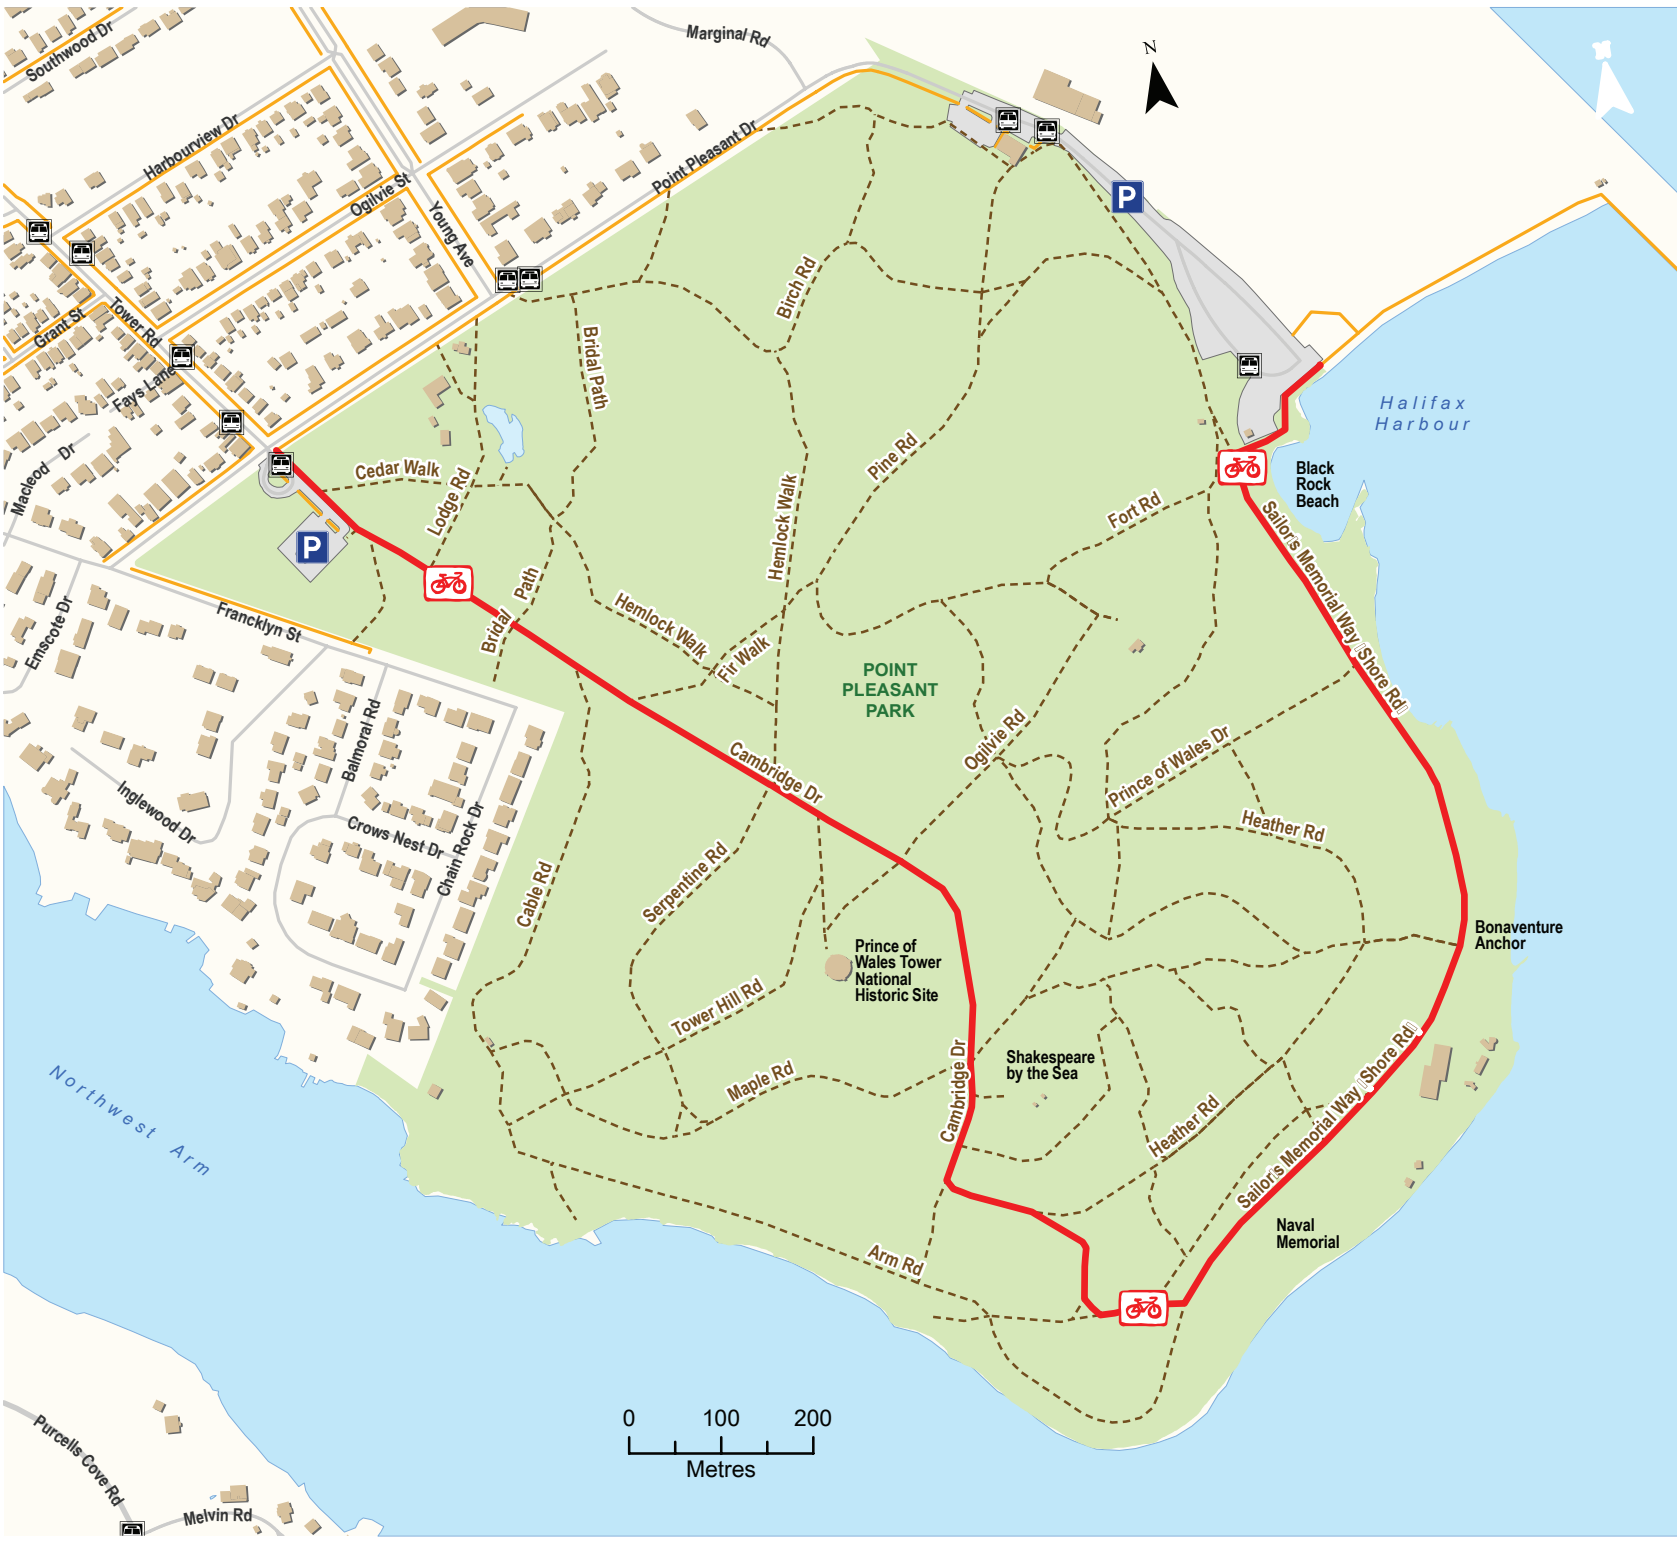 Southwood Dr
Marginal Rd
N
Harbourview Dr
Point Pleasant Dr
Ogilvie St
Young Ave
P
Tower Rd
Grant St
Fays Lane
Birch Rd
Bridal Path
Halifax
Harbour
Macleod Dr
Cedar Walk
Lodge Rd
Pine Rd
Hemlock Walk
Fort Rd
Black
Rock
Beach
P
Sailor's Memorial Way (Shore Rd)
Bridal Path
Emscote Dr
Francklyn St
Hemlock Walk
Fir Walk
POINT
PLEASANT
PARK
Balmoral Rd
Ogilvie Rd
Prince of Wales Dr
Cambridge Dr
Inglewood Dr
Crows Nest Dr
Chain Rock Dr
Heather Rd
Cable Rd
Serpentine Rd
Bonaventure
Anchor
Prince of
Wales Tower
National
Historic Site
Tower Hill Rd
Cambridge Dr
Shakespeare
by the Sea
Maple Rd
Heather Rd
Sailor's Memorial Way (Shore Rd)
Northwest Arm
Naval
Memorial
Arm Rd
0 100 200
Metres
Purcells Cove Rd
Melvin Rd